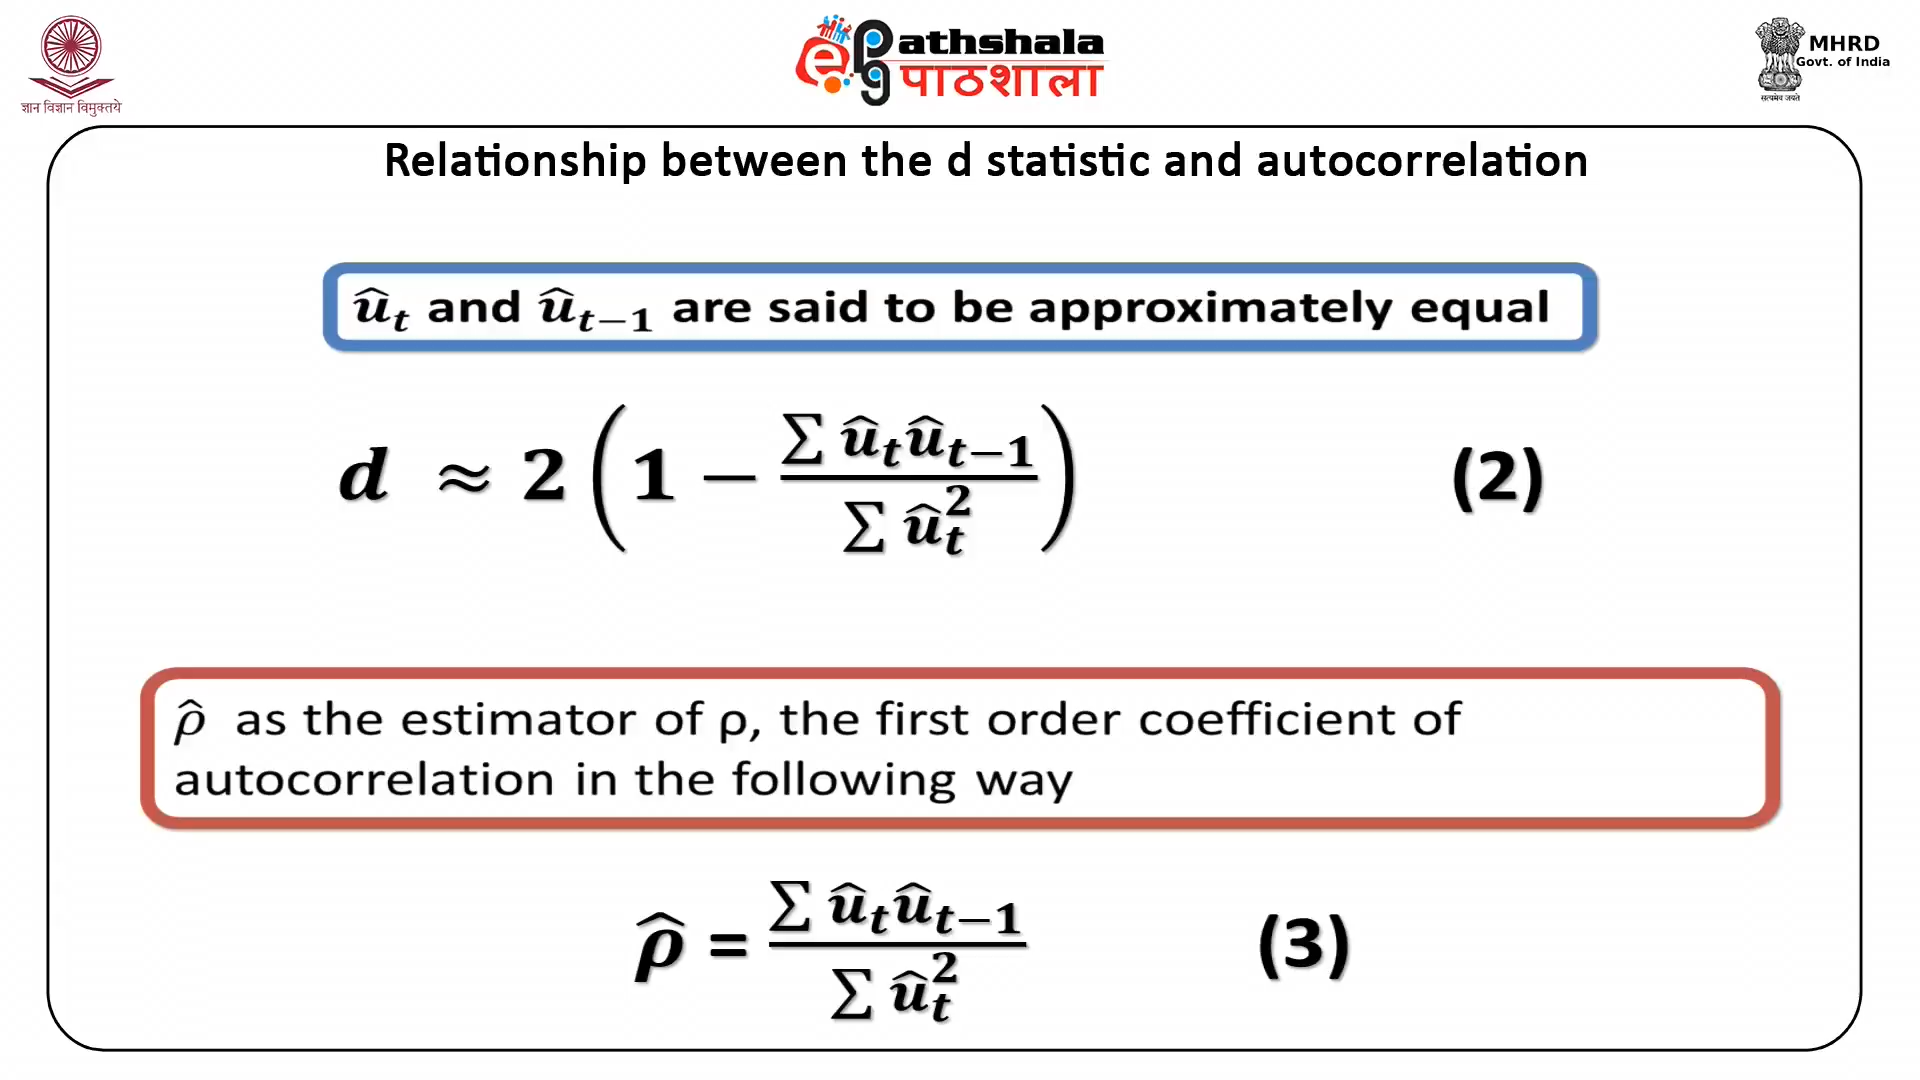 ज्ञान विज्ञान विमुक्तये
ePG Pathshala
पाठशाला
MHRD
Govt. of India
सत्यमेव जयते
Relationship between the d statistic and autocorrelation
û_t and û_{t−1} are said to be approximately equal
d ≈ 2 (1 − ∑ û_t û_{t−1} / ∑ û_t^2) (2)
ρ̂ as the estimator of ρ, the first order coefficient of
autocorrelation in the following way
ρ̂ = ∑ û_t û_{t−1} / ∑ û_t^2 (3)